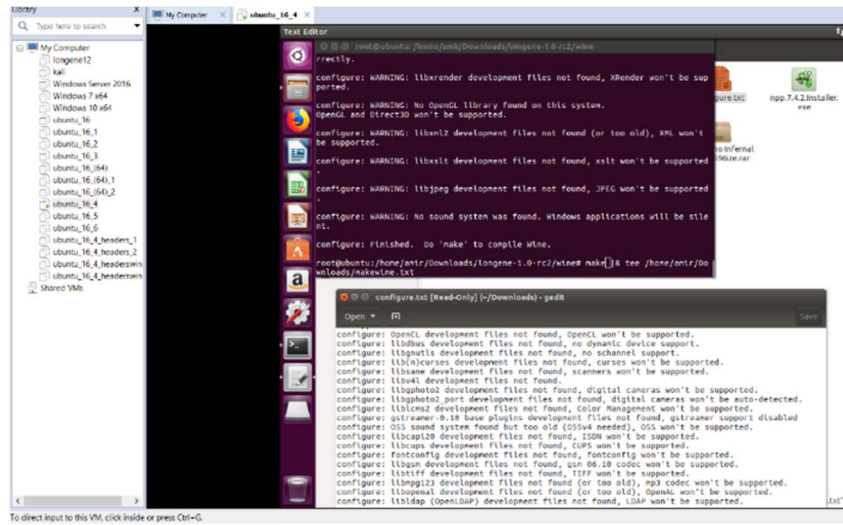 Library
X
My Computer
ubuntu_16_4
Type here to search
My Computer
longene12
kali
Windows Server 2016
Windows 7 x64
Windows 10 x64
ubuntu_16
ubuntu_16_1
ubuntu_16_2
ubuntu_16_3
ubuntu_16_(64)
ubuntu_16_(64)_1
ubuntu_16_(64)_2
ubuntu_16_4
ubuntu_16_5
ubuntu_16_6
ubuntu_16_4_headers_1
ubuntu_16_4_headers_2
ubuntu_16_4_headerswin
ubuntu_16_4_headerswin
Shared VMs
Text Editor
root@ubuntu: /home/amir/Downloads/longene-1.0-rc2/wine
rrectly.
configure: WARNING: libxrender development files not found, XRender won't be sup
ported.
configure: WARNING: No OpenGL library found on this system.
OpenGL and Direct3D won't be supported.
configure: WARNING: libxml2 development files not found (or too old), XML won't
be supported.
configure: WARNING: libxslt development files not found, xslt won't be supported
.
configure: WARNING: libjpeg development files not found, JPEG won't be supported
.
configure: WARNING: No sound system was found. Windows applications will be sile
nt.
configure: Finished. Do 'make' to compile Wine.
root@ubuntu:/home/amir/Downloads/longene-1.0-rc2/wine# make |& tee /home/amir/Do
wnloads/makewine.txt
gure.txt
npp.7.4.2.Installer.
exe
no Infernal
i96ize.rar
configure.txt [Read-Only] (~/Downloads) - gedit
Open
Save
configure: OpenCL development files not found, OpenCL won't be supported.
configure: libdbus development files not found, no dynamic device support.
configure: libgnutls development files not found, no schannel support.
configure: lib(n)curses development files not found, curses won't be supported.
configure: libsane development files not found, scanners won't be supported.
configure: libv4l development files not found.
configure: libgphoto2 development files not found, digital cameras won't be supported.
configure: libgphoto2_port development files not found, digital cameras won't be auto-detected.
configure: liblcms2 development files not found, Color Management won't be supported.
configure: gstreamer-0.10 base plugins development files not found, gstreamer support disabled
configure: OSS sound system found but too old (OSSv4 needed), OSS won't be supported.
configure: libcapi20 development files not found, ISDN won't be supported.
configure: libcups development files not found, CUPS won't be supported.
configure: fontconfig development files not found, fontconfig won't be supported.
configure: libgsm development files not found, gsm 06.10 codec won't be supported.
configure: libtiff development files not found, TIFF won't be supported.
configure: libmpg123 development files not found (or too old), mp3 codec won't be supported.
configure: libopenal development files not found (or too old), OpenAL won't be supported.
configure: libldap (OpenLDAP) development files not found, LDAP won't be supported.
.txt"
To direct input to this VM, click inside or press Ctrl+G.